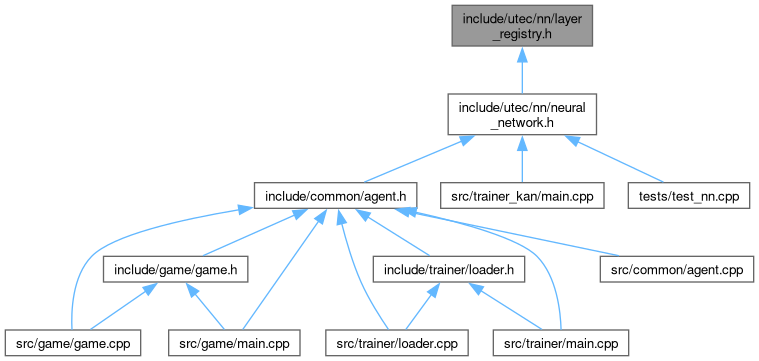 include/utec/nn/layer
_registry.h
include/utec/nn/neural
_network.h
include/common/agent.h
src/trainer_kan/main.cpp
tests/test_nn.cpp
include/game/game.h
include/trainer/loader.h
src/common/agent.cpp
src/game/game.cpp
src/game/main.cpp
src/trainer/loader.cpp
src/trainer/main.cpp